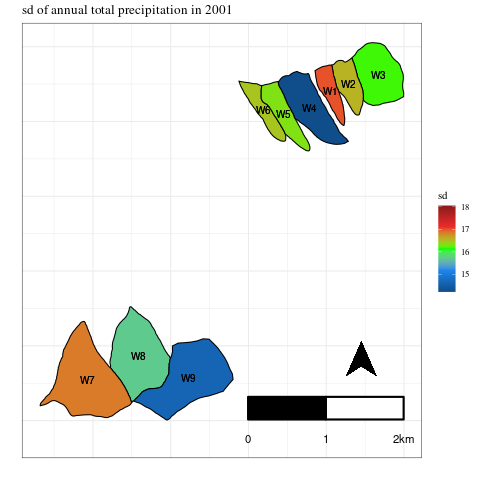 sd of annual total precipitation in 2001
W3
W2
W1
W4
W6
W5
sd
18
17
16
15
W8
W7
W9
0 1 2km